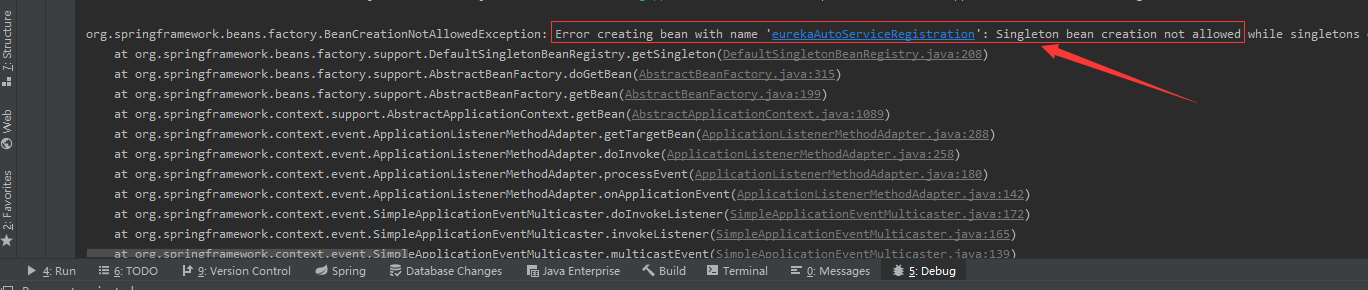 org.springframework.beans.factory.BeanCreationNotAllowedException: Error creating bean with name 'eurekaAutoServiceRegistration': Singleton bean creation not allowed while singletons
at org.springframework.beans.factory.support.DefaultSingletonBeanRegistry.getSingleton(DefaultSingletonBeanRegistry.java:208)
at org.springframework.beans.factory.support.AbstractBeanFactory.doGetBean(AbstractBeanFactory.java:315)
at org.springframework.beans.factory.support.AbstractBeanFactory.getBean(AbstractBeanFactory.java:199)
at org.springframework.context.support.AbstractApplicationContext.getBean(AbstractApplicationContext.java:1089)
at org.springframework.context.event.ApplicationListenerMethodAdapter.getTargetBean(ApplicationListenerMethodAdapter.java:288)
at org.springframework.context.event.ApplicationListenerMethodAdapter.doInvoke(ApplicationListenerMethodAdapter.java:258)
at org.springframework.context.event.ApplicationListenerMethodAdapter.processEvent(ApplicationListenerMethodAdapter.java:180)
at org.springframework.context.event.ApplicationListenerMethodAdapter.onApplicationEvent(ApplicationListenerMethodAdapter.java:142)
at org.springframework.context.event.SimpleApplicationEventMulticaster.doInvokeListener(SimpleApplicationEventMulticaster.java:172)
at org.springframework.context.event.SimpleApplicationEventMulticaster.invokeListener(SimpleApplicationEventMulticaster.java:165)
at org.springframework.context.event.SimpleApplicationEventMulticaster.multicastEvent(SimpleApplicationEventMulticaster.java:139)
7: Structure
Web
2: Favorites
4: Run
6: TODO
9: Version Control
Spring
Database Changes
Java Enterprise
Build
Terminal
0: Messages
5: Debug